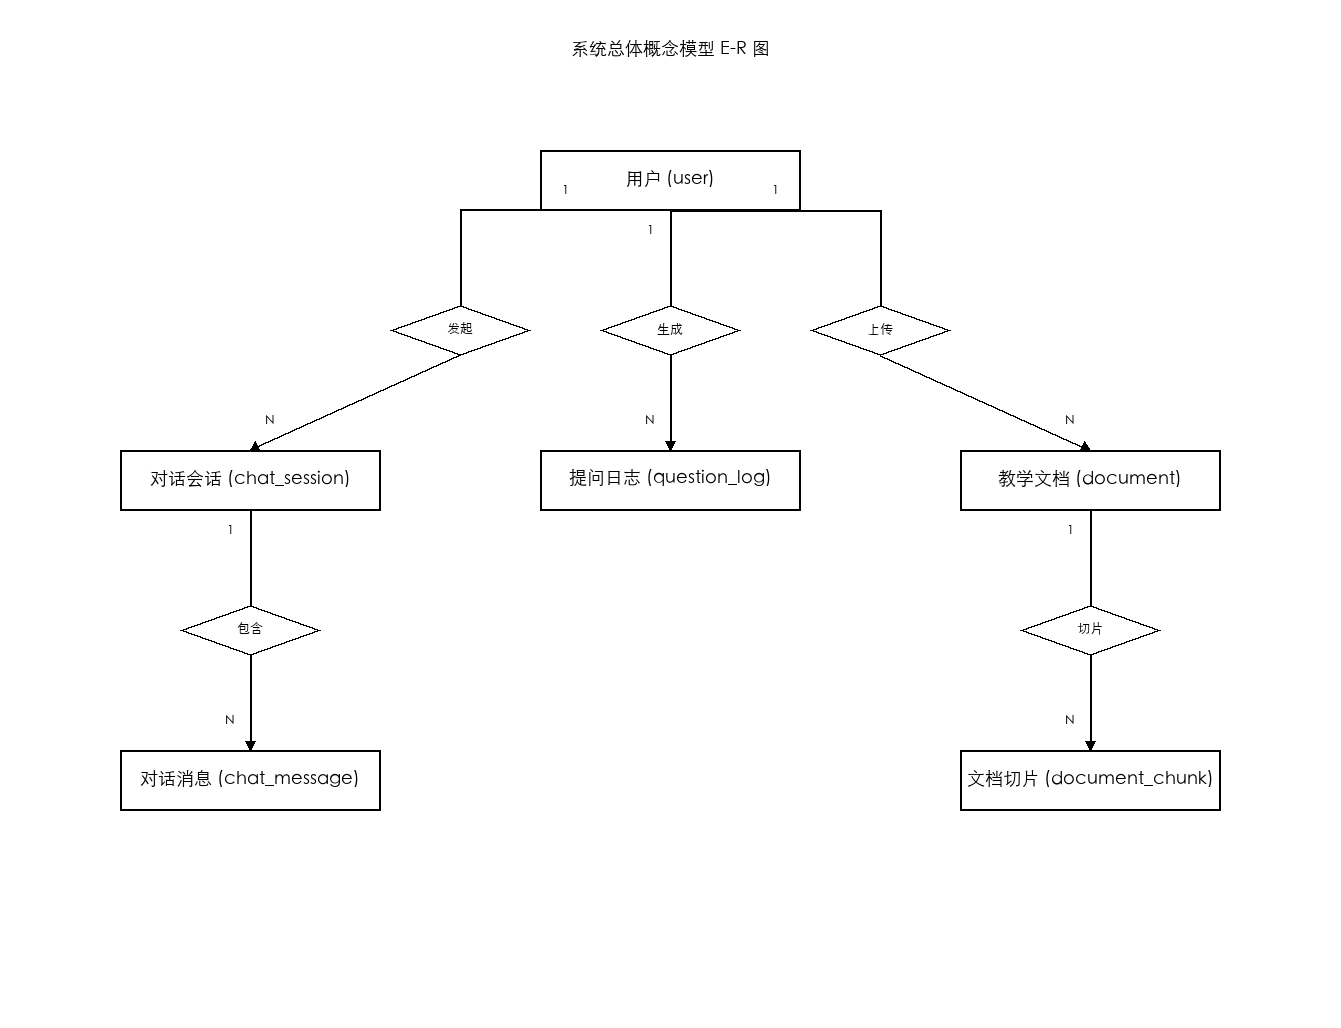 系统总体概念模型 E-R 图
用户 (user)
1
1
1
发起
生成
上传
N
N
N
对话会话 (chat_session)
提问日志 (question_log)
教学文档 (document)
1
1
包含
切片
N
N
对话消息 (chat_message)
文档切片 (document_chunk)